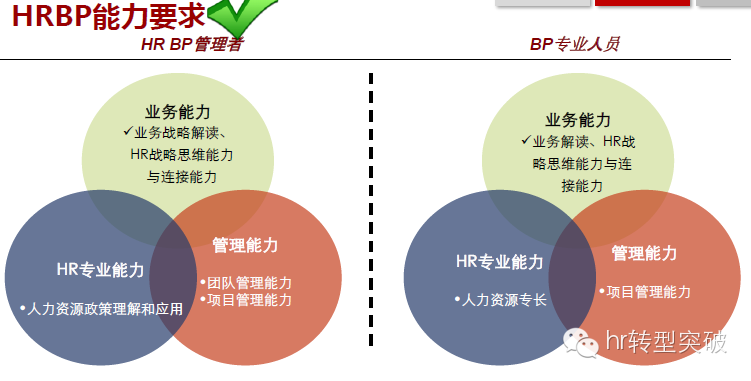 HRBP能力要求
HR BP管理者
业务能力
✓业务战略解读、
HR战略思维能力
与连接能力
HR专业能力
•人力资源政策理解和应用
管理能力
•团队管理能力
•项目管理能力
BP专业人员
业务能力
✓业务解读、HR战
略思维能力与连
接能力
HR专业能力
•人力资源专长
管理能力
•项目管理能力
hr转型突破